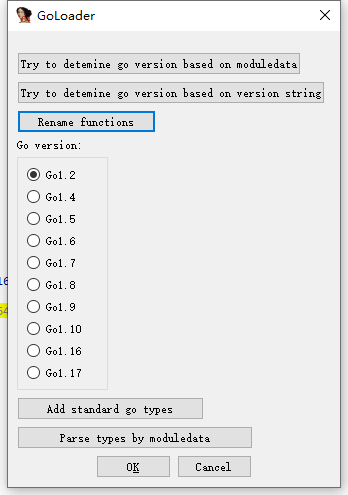 GoLoader
Try to detemine go version based on moduledata
Try to detemine go version based on version string
Rename functions
Go version:
Go1.2
Go1.4
Go1.5
Go1.6
Go1.7
Go1.8
Go1.9
Go1.10
Go1.16
Go1.17
Add standard go types
Parse types by moduledata
OK Cancel